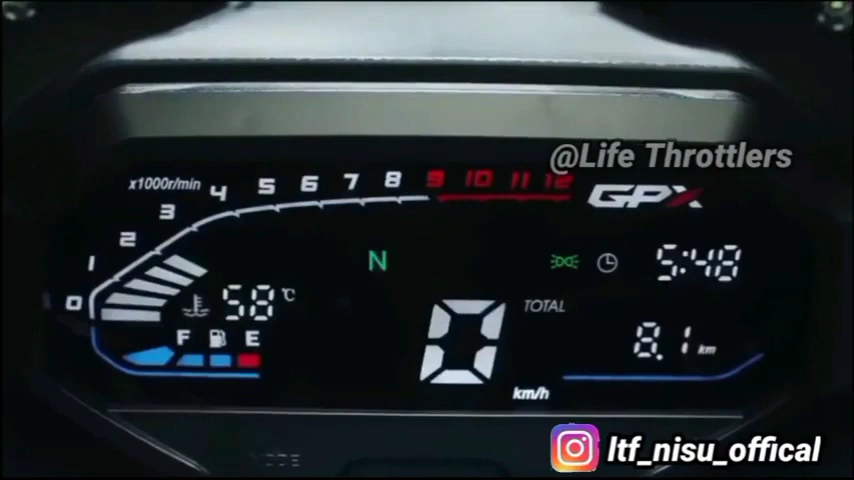 @Life Throttlers
x1000r/min 0 1 2 3 4 5 6 7 8 9 10 11 12 GPX
N 5:48
58 °C
0 TOTAL
8.1 km
F E
km/h
MODE
ltf_nisu_offical